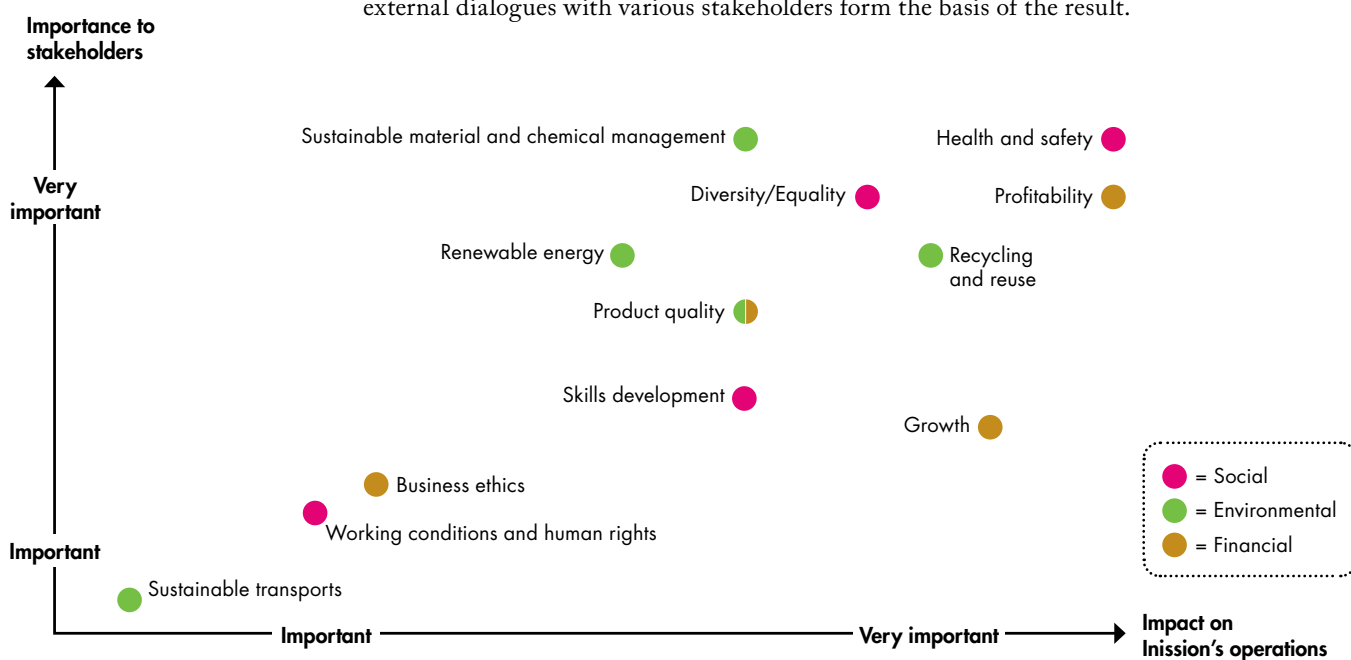 external dialogues with various stakeholders form the basis of the result.
Importance to
stakeholders
Sustainable material and chemical management
Health and safety
Very
important
Diversity/Equality
Profitability
Renewable energy
Recycling
and reuse
Product quality
Skills development
Growth
Business ethics
Working conditions and human rights
= Social
= Environmental
= Financial
Important
Sustainable transports
Important
Very important
Impact on
Inission's operations